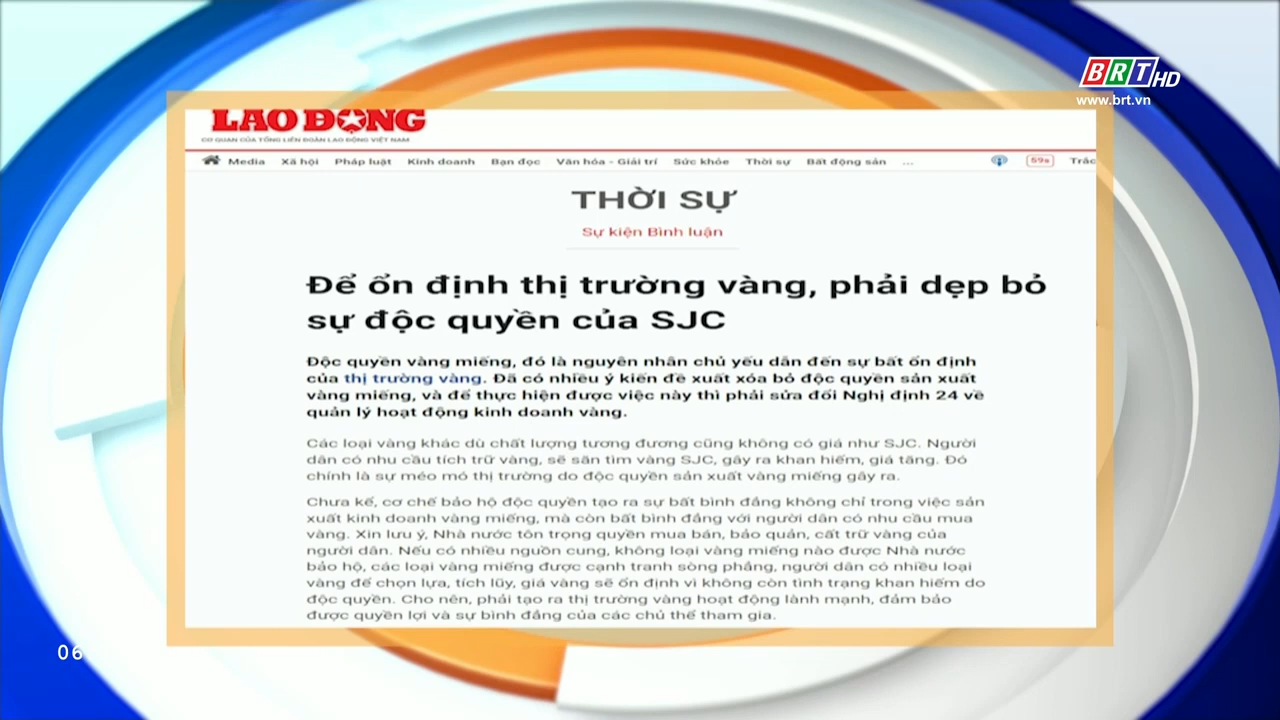 BRT HD
www.brt.vn
LAO ĐỘNG
CƠ QUAN CỦA TỔNG LIÊN ĐOÀN LAO ĐỘNG VIỆT NAM
Media Xã hội Pháp luật Kinh doanh Bạn đọc Văn hóa - Giải trí Sức khỏe Thời sự Bất động sản ... 59s Trắc
THỜI SỰ
Sự kiện Bình luận
Để ổn định thị trường vàng, phải dẹp bỏ
sự độc quyền của SJC
Độc quyền vàng miếng, đó là nguyên nhân chủ yếu dẫn đến sự bất ổn định
của thị trường vàng. Đã có nhiều ý kiến đề xuất xóa bỏ độc quyền sản xuất
vàng miếng, và để thực hiện được việc này thì phải sửa đổi Nghị định 24 về
quản lý hoạt động kinh doanh vàng.
Các loại vàng khác dù chất lượng tương đương cũng không có giá như SJC. Người
dân có nhu cầu tích trữ vàng, sẽ săn tìm vàng SJC, gây ra khan hiếm, giá tăng. Đó
chính là sự méo mó thị trường do độc quyền sản xuất vàng miếng gây ra.
Chưa kể, cơ chế bảo hộ độc quyền tạo ra sự bất bình đẳng không chỉ trong việc sản
xuất kinh doanh vàng miếng, mà còn bất bình đẳng với người dân có nhu cầu mua
vàng. Xin lưu ý, Nhà nước tôn trọng quyền mua bán, bảo quản, cất trữ vàng của
người dân. Nếu có nhiều nguồn cung, không loại vàng miếng nào được Nhà nước
bảo hộ, các loại vàng miếng được cạnh tranh sòng phẳng, người dân có nhiều loại
vàng để chọn lựa, tích lũy, giá vàng sẽ ổn định vì không còn tình trạng khan hiếm do
độc quyền. Cho nên, phải tạo ra thị trường vàng hoạt động lành mạnh, đảm bảo
được quyền lợi và sự bình đẳng của các chủ thể tham gia.
06